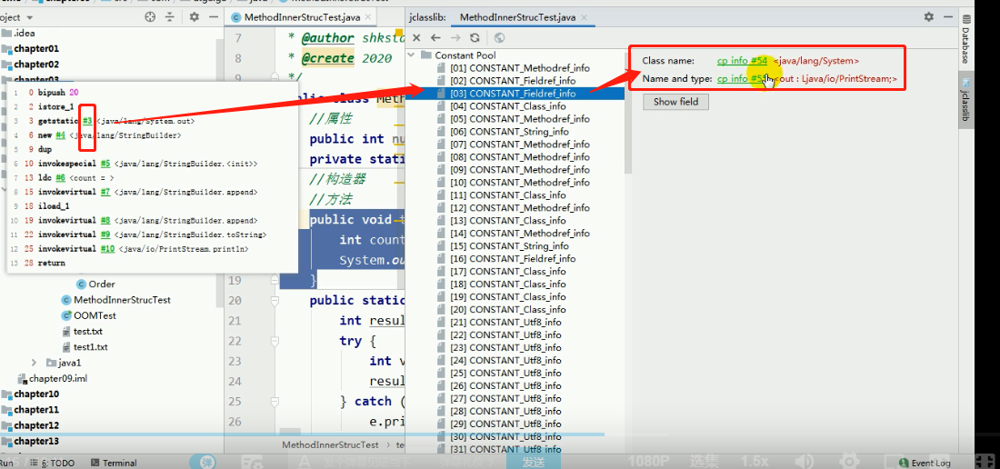 MethodInnerStrucTest.java
jclasslib:
MethodInnerStrucTest.java
oject
.idea
chapter01
chapter02
chapter03
1 0 bipush 20
2 2 istore_1
3 3 getstatic #3 <java/lang/System.out>
4 6 new #4 <java/lang/StringBuilder>
5 9 dup
6 10 invokespecial #5 <java/lang/StringBuilder.<init>>
7 13 ldc #6 <count = >
8 15 invokevirtual #7 <java/lang/StringBuilder.append>
9 18 iload_1
10 19 invokevirtual #8 <java/lang/StringBuilder.append>
11 22 invokevirtual #9 <java/lang/StringBuilder.toString>
12 25 invokevirtual #10 <java/io/PrintStream.println>
13 28 return
Order
MethodInnerStrucTest
OOMTest
test.txt
test1.txt
java1
chapter09.iml
chapter10
chapter11
chapter12
chapter13
7 * @author shksta
8 * @create 2020
9 */
public class Meth
//属性
public int nu
private stati
//构造器
//方法
public void t
int count
System.ou
19 }
20 public static
21 int resul
22 try {
23 int v
24 resul
25 } catch (
26 e.pri
MethodInnerStrucTest
te
Constant Pool
[01] CONSTANT_Methodref_info
[02] CONSTANT_Fieldref_info
[03] CONSTANT_Fieldref_info
[04] CONSTANT_Class_info
[05] CONSTANT_Methodref_info
[06] CONSTANT_String_info
[07] CONSTANT_Methodref_info
[08] CONSTANT_Methodref_info
[09] CONSTANT_Methodref_info
[10] CONSTANT_Methodref_info
[11] CONSTANT_Class_info
[12] CONSTANT_Methodref_info
[13] CONSTANT_Class_info
[14] CONSTANT_Methodref_info
[15] CONSTANT_String_info
[16] CONSTANT_Fieldref_info
[17] CONSTANT_Class_info
[18] CONSTANT_Class_info
[19] CONSTANT_Class_info
[20] CONSTANT_Class_info
[21] CONSTANT_Utf8_info
[22] CONSTANT_Utf8_info
[23] CONSTANT_Utf8_info
[24] CONSTANT_Utf8_info
[25] CONSTANT_Utf8_info
[26] CONSTANT_Utf8_info
[27] CONSTANT_Utf8_info
[28] CONSTANT_Utf8_info
[29] CONSTANT_Utf8_info
[30] CONSTANT_Utf8_info
[31] CONSTANT_Utf8_info
Class name: cp info #54 <java/lang/System>
Name and type: cp info #55 <out : Ljava/io/PrintStream;>
Show field
Database
jclasslib
弹
发送
1080P
选集
1.5x
Run
6: TODO
Terminal
Event Log